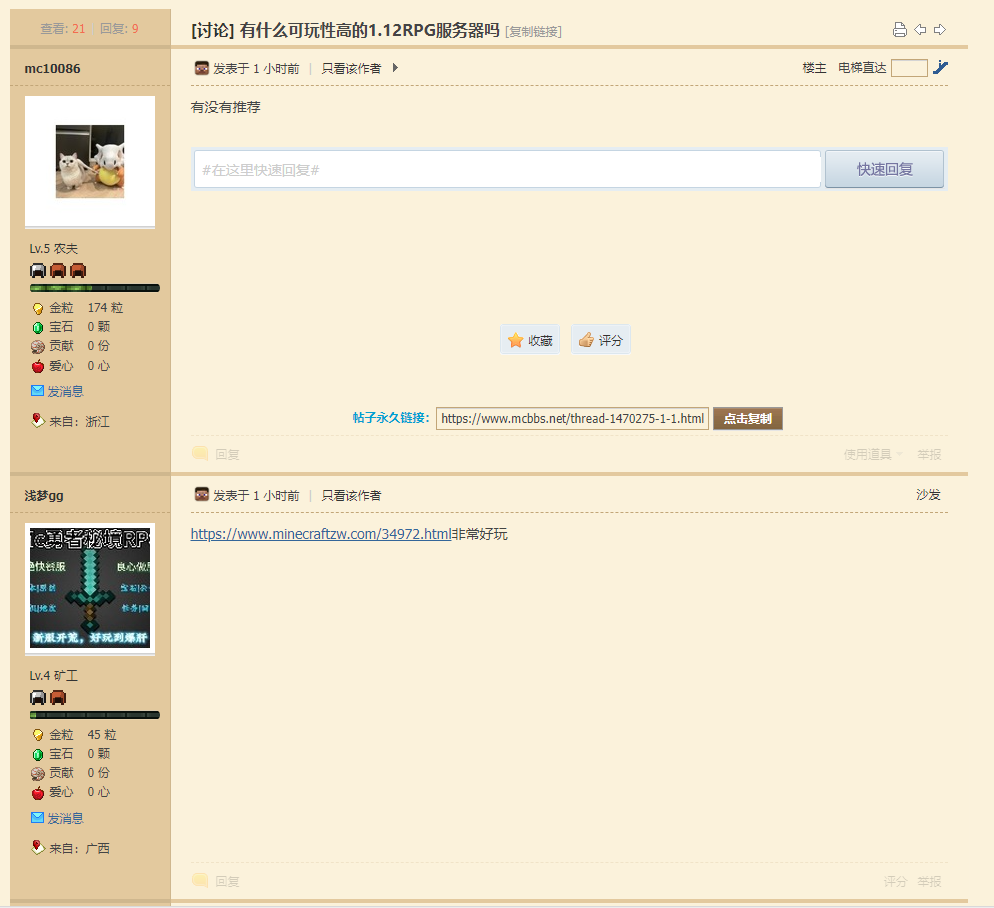 查看: 21 | 回复: 9
[讨论] 有什么可玩性高的1.12RPG服务器吗 [复制链接]
mc10086
发表于 1 小时前 | 只看该作者
楼主 电梯直达
有没有推荐
#在这里快速回复#
快速回复
Lv.5 农夫
金粒 174 粒
宝石 0 颗
贡献 0 份
爱心 0 心
发消息
来自: 浙江
收藏
评分
帖子永久链接: https://www.mcbbs.net/thread-1470275-1-1.html 点击复制
回复
使用道具 举报
浅梦gg
发表于 1 小时前 | 只看该作者
沙发
https://www.minecraftzw.com/34972.html非常好玩
勇者秘境RP
良心做
新服开荒，好玩到爆肝
Lv.4 矿工
金粒 45 粒
宝石 0 颗
贡献 0 份
爱心 0 心
发消息
来自: 广西
回复
评分 举报